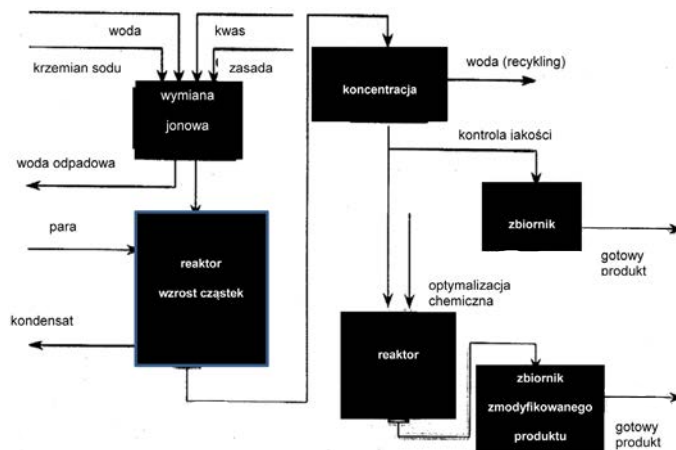 woda
kwas
krzemian sodu
zasada
wymiana
jonowa
koncentracja
woda (recykling)
kontrola jakości
woda odpadowa
zbiornik
para
reaktor
wzrost cząstek
gotowy
produkt
optymalizacja
chemiczna
kondensat
reaktor
zbiornik
zmodyfikowanego
produktu
gotowy
produkt